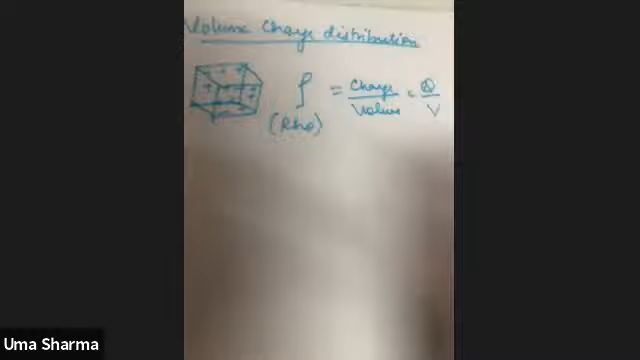 Volume Charge distribution
ρ = Charge / Volume = Q / V
(Rho)
Uma Sharma